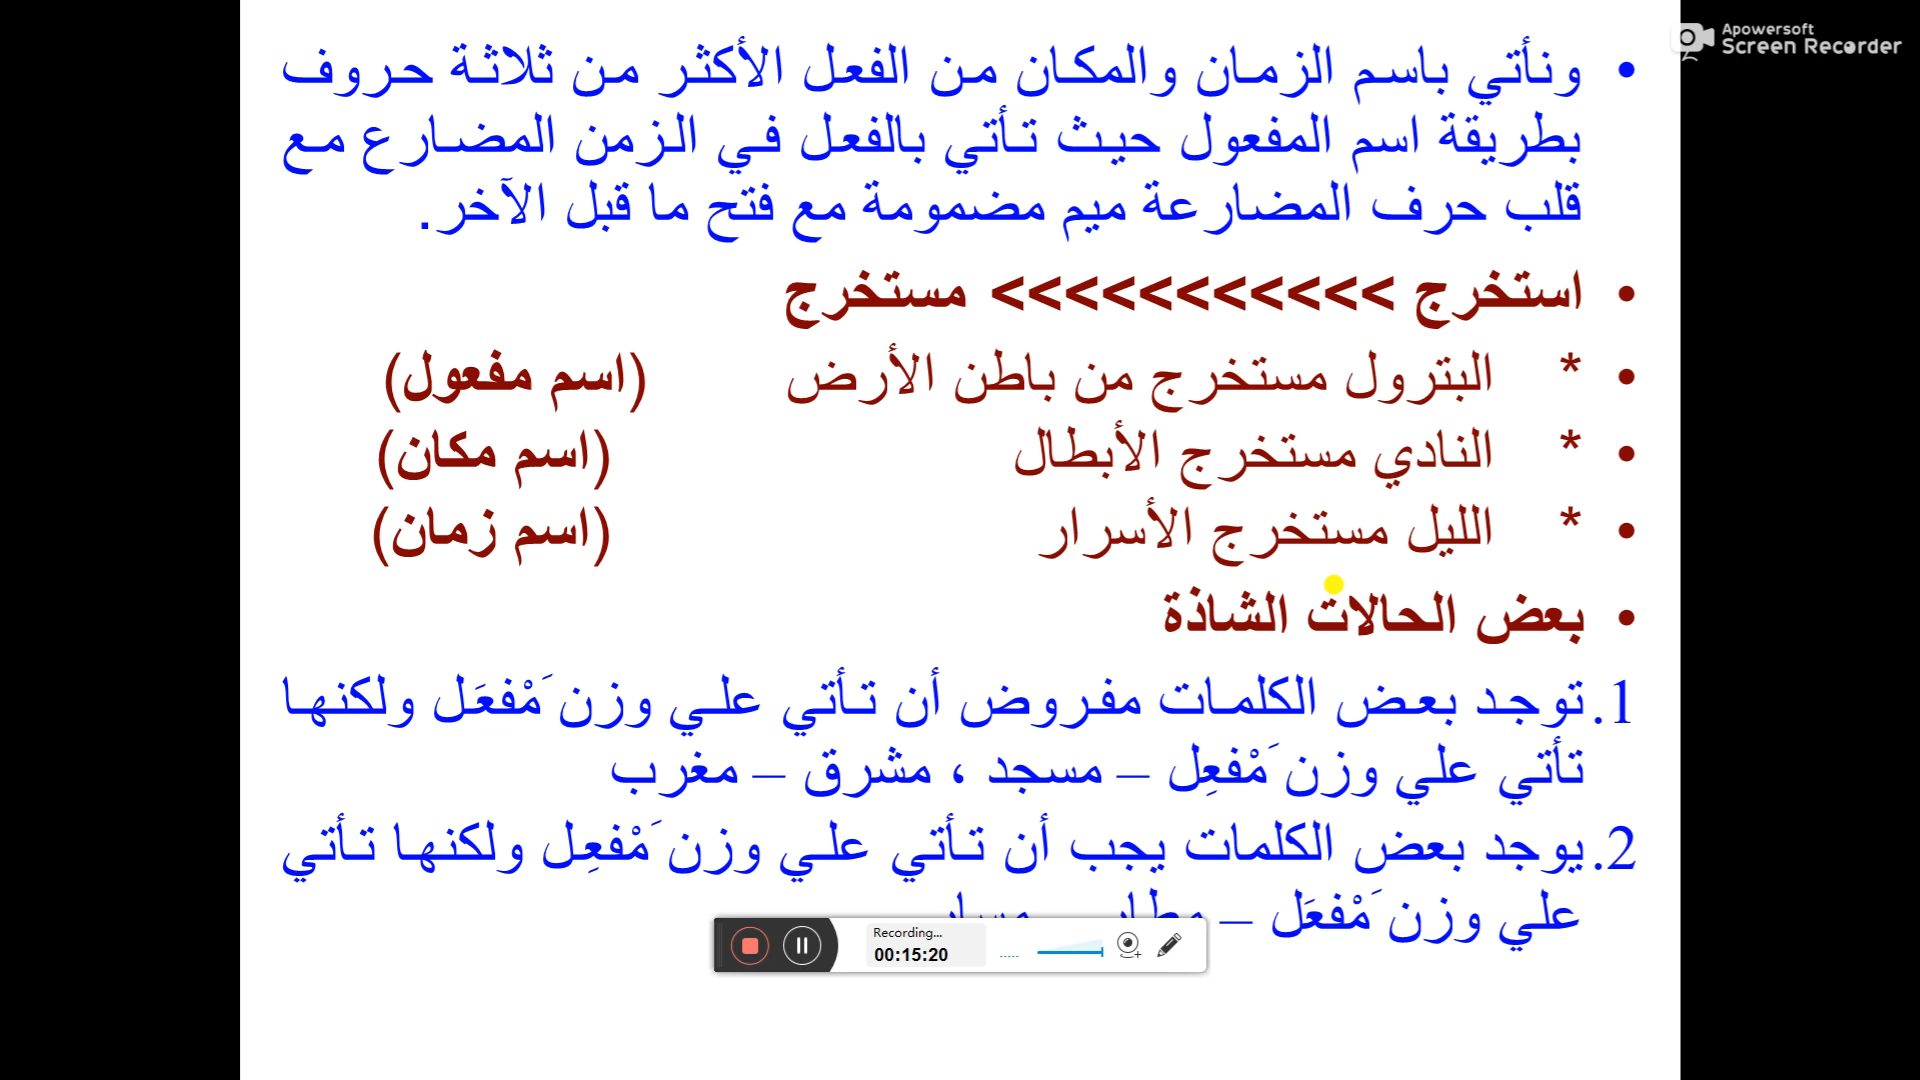 Apowersoft
Screen Recorder
• ونأتي باسم الزمان والمكان من الفعل الأكثر من ثلاثة حروف
بطريقة اسم المفعول حيث تأتي بالفعل في الزمن المضارع مع
قلب حرف المضارعة ميم مضمومة مع فتح ما قبل الآخر.
• استخرج >>>>>>>>>>> مستخرج
• * البترول مستخرج من باطن الأرض (اسم مفعول)
• * النادي مستخرج الأبطال (اسم مكان)
• * الليل مستخرج الأسرار (اسم زمان)
• بعض الحالات الشاذة
1. توجد بعض الكلمات مفروض أن تأتي علي وزن َمْفعَل ولكنها
تأتي علي وزن َمْفعِل – مسجد ، مشرق – مغرب
2. يوجد بعض الكلمات يجب أن تأتي علي وزن َمْفعِل ولكنها تأتي
علي وزن َمْفعَل –
Recording...
00:15:20